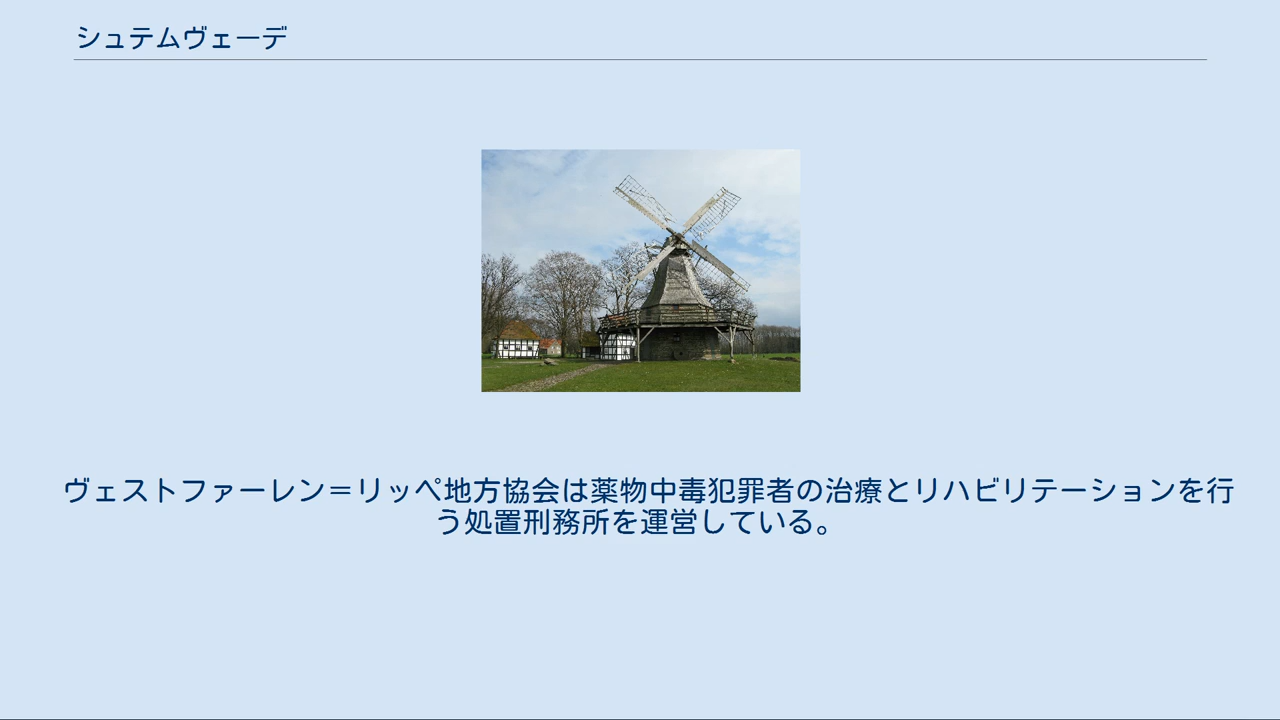 シュテムヴェーデ
ヴェストファーレン＝リッペ地方協会は薬物中毒犯罪者の治療とリハビリテーションを行
う処置刑務所を運営している。